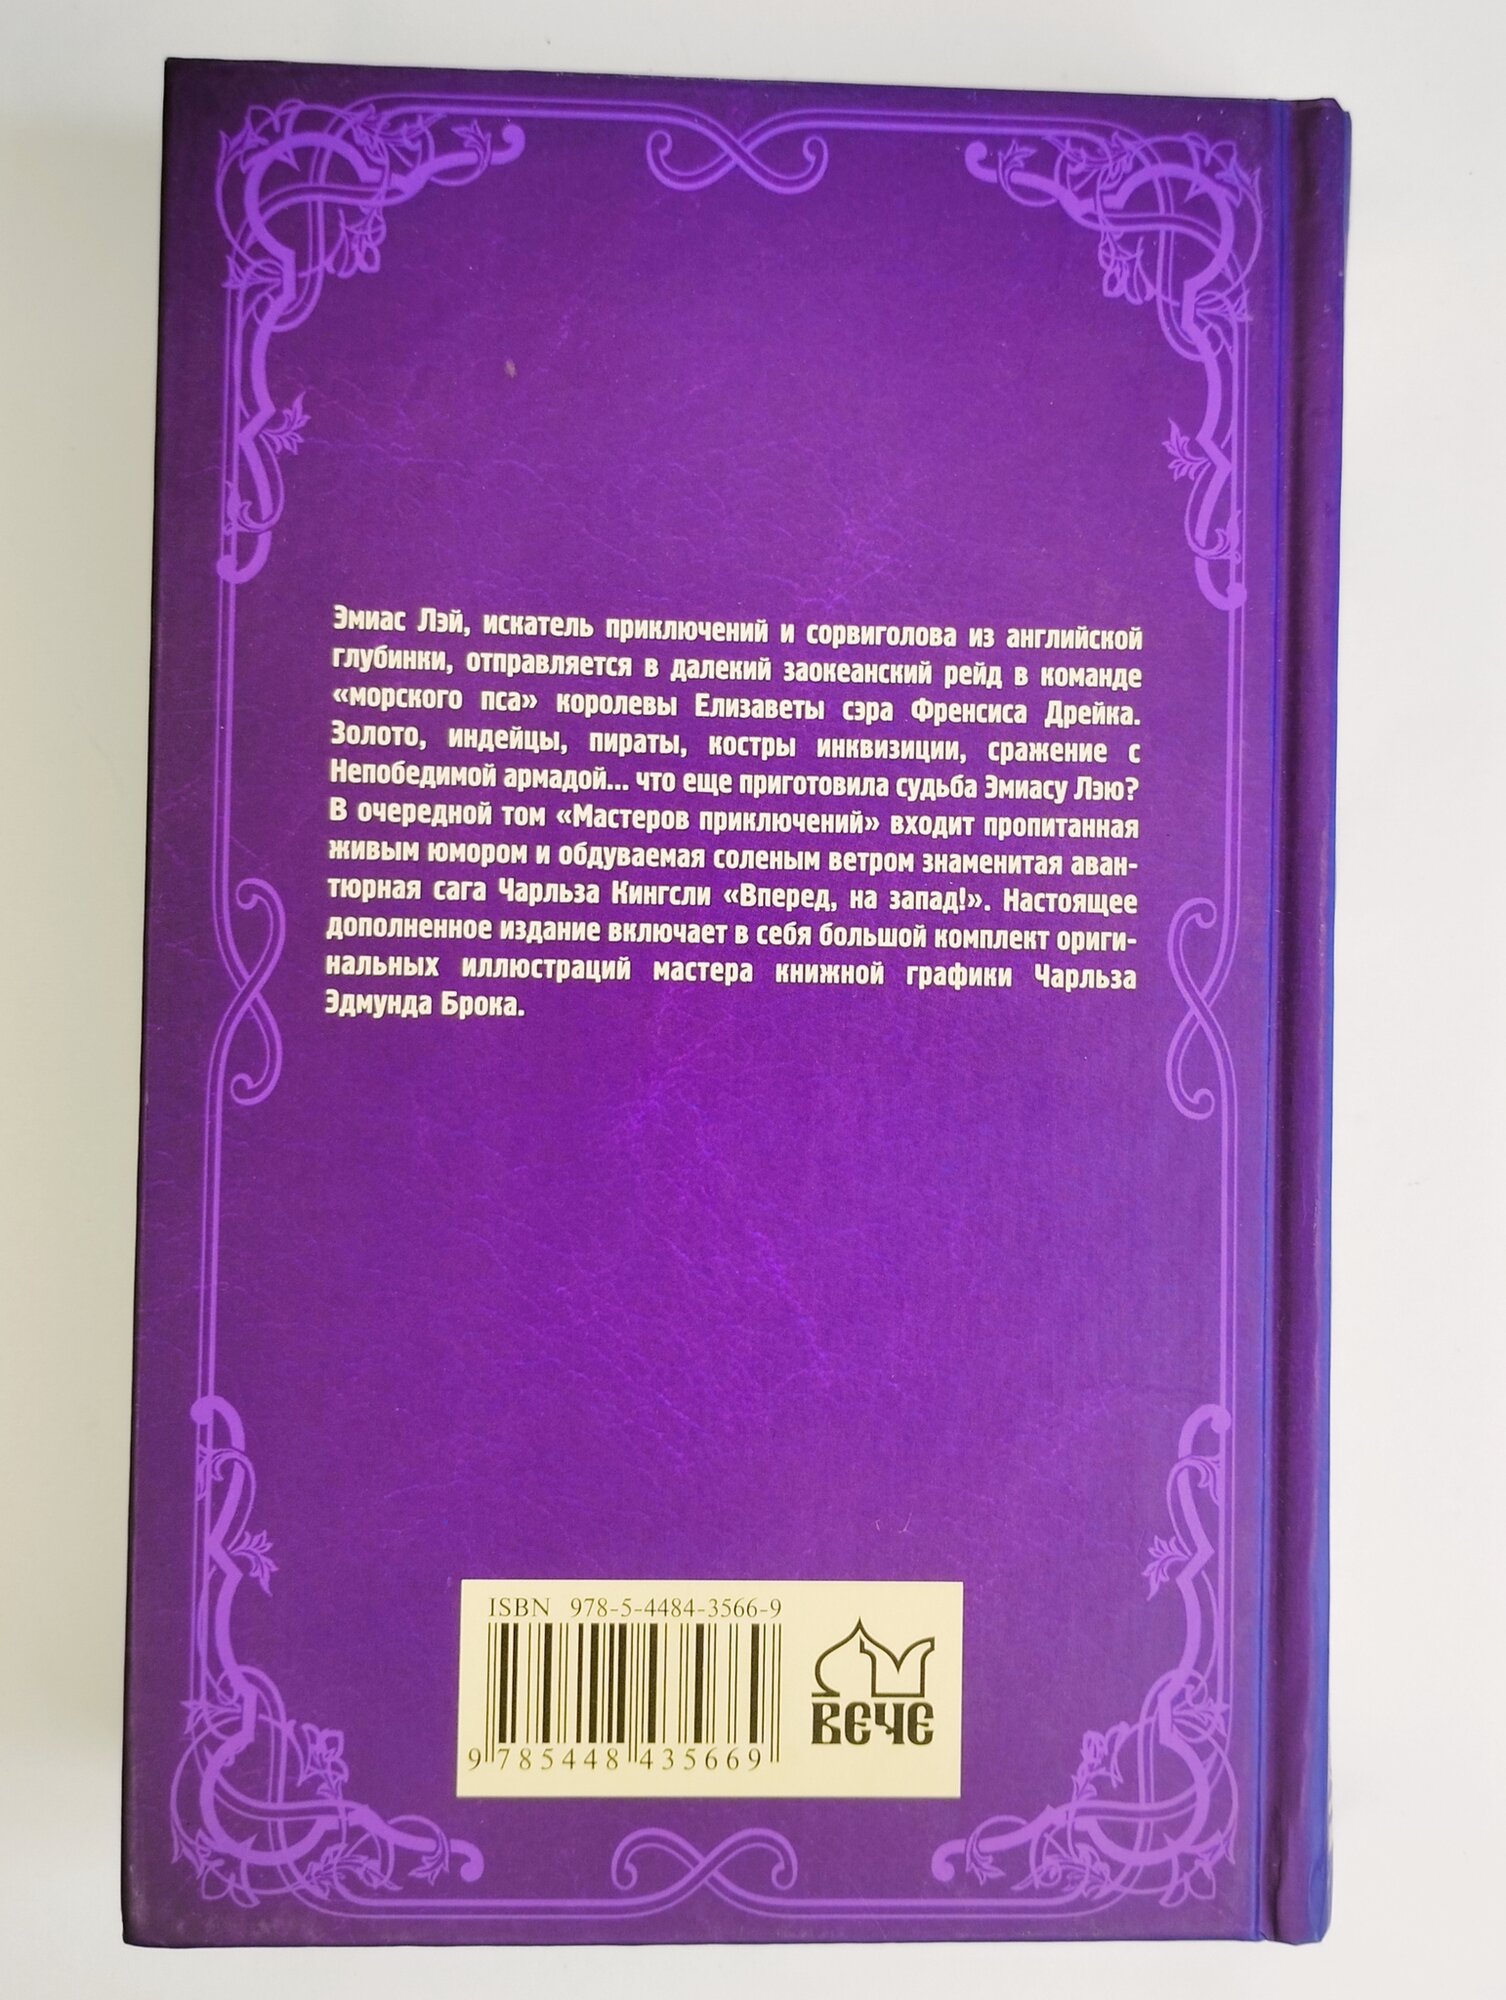 Эмиас Лэй, искатель приключений и сорвиголова из английской
глубинки, отправляется в далекий заокеанский рейд в команде
«морского пса» королевы Елизаветы сэра Френсиса Дрейка.
Золото, индейцы, пираты, костры инквизиции, сражение с
Непобедимой армадой... что еще приготовила судьба Эмиасу Лэю?
В очередной том «Мастеров приключений» входит пропитанная
живым юмором и обдуваемая соленым ветром знаменитая аван-
тюрная сага Чарльза Кингсли «Вперед, на запад!». Настоящее
дополненное издание включает в себя большой комплект ориги-
нальных иллюстраций мастера книжной графики Чарльза
Эдмунда Брока.
ISBN 978-5-4484-3566-9
9 785448 435669
ВЕЧЕ